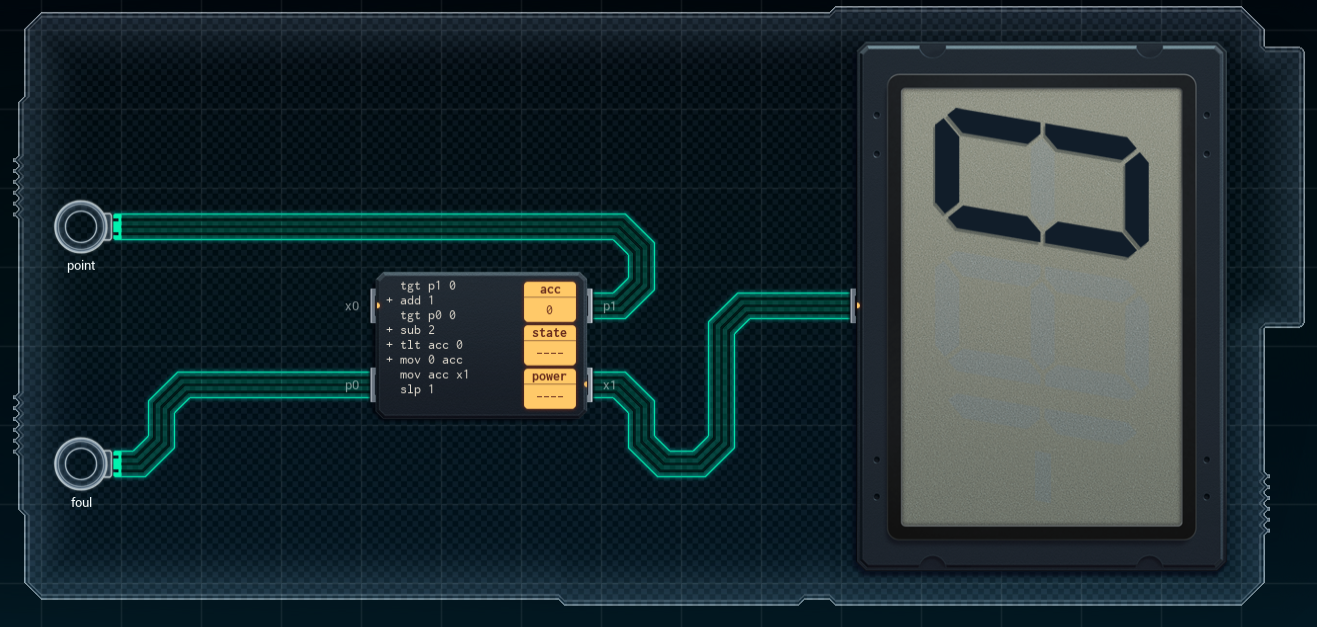 point
foul
x0
p0
tgt p1 0
+ add 1
tgt p0 0
+ sub 2
+ tlt acc 0
+ mov 0 acc
mov acc x1
slp 1
acc
0
state
----
power
----
p1
x1
0